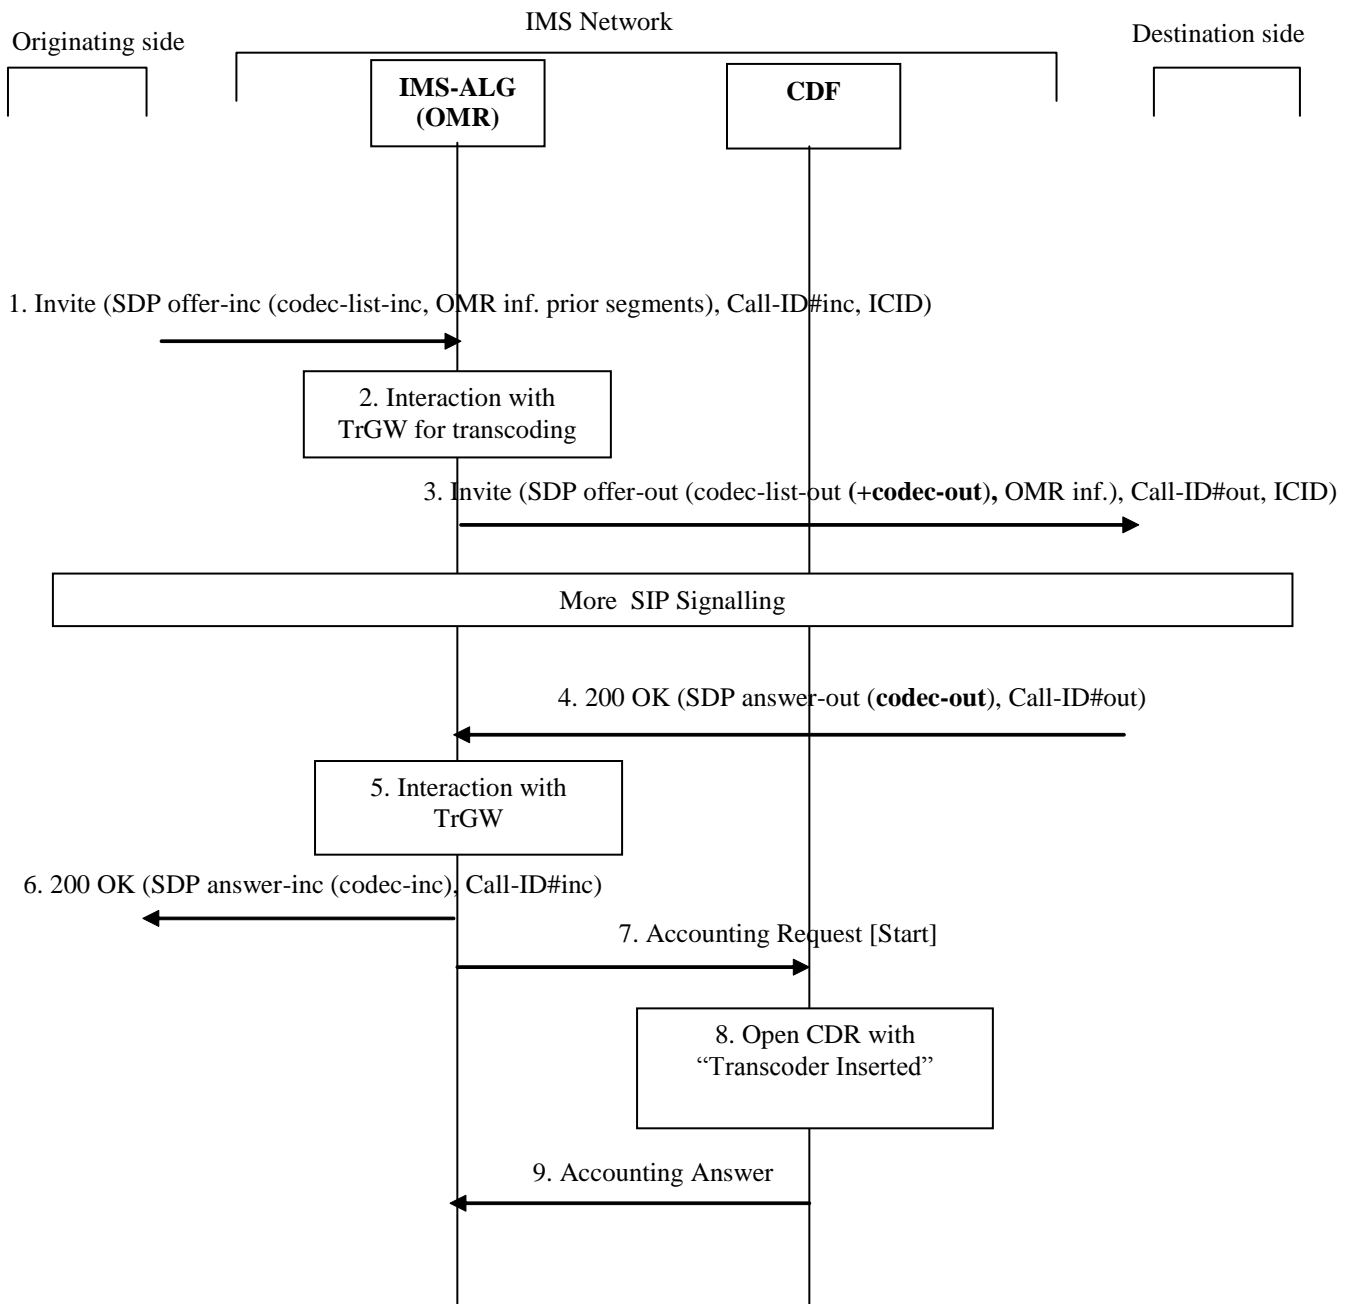 IMS Network
Originating side
Destination side
IMS-ALG
(OMR)
CDF
1. Invite (SDP offer-inc (codec-list-inc, OMR inf. prior segments), Call-ID#inc, ICID)
2. Interaction with
TrGW for transcoding
3. Invite (SDP offer-out (codec-list-out (+codec-out), OMR inf.), Call-ID#out, ICID)
More SIP Signalling
4. 200 OK (SDP answer-out (codec-out), Call-ID#out)
5. Interaction with
TrGW
6. 200 OK (SDP answer-inc (codec-inc), Call-ID#inc)
7. Accounting Request [Start]
8. Open CDR with
“Transcoder Inserted”
9. Accounting Answer